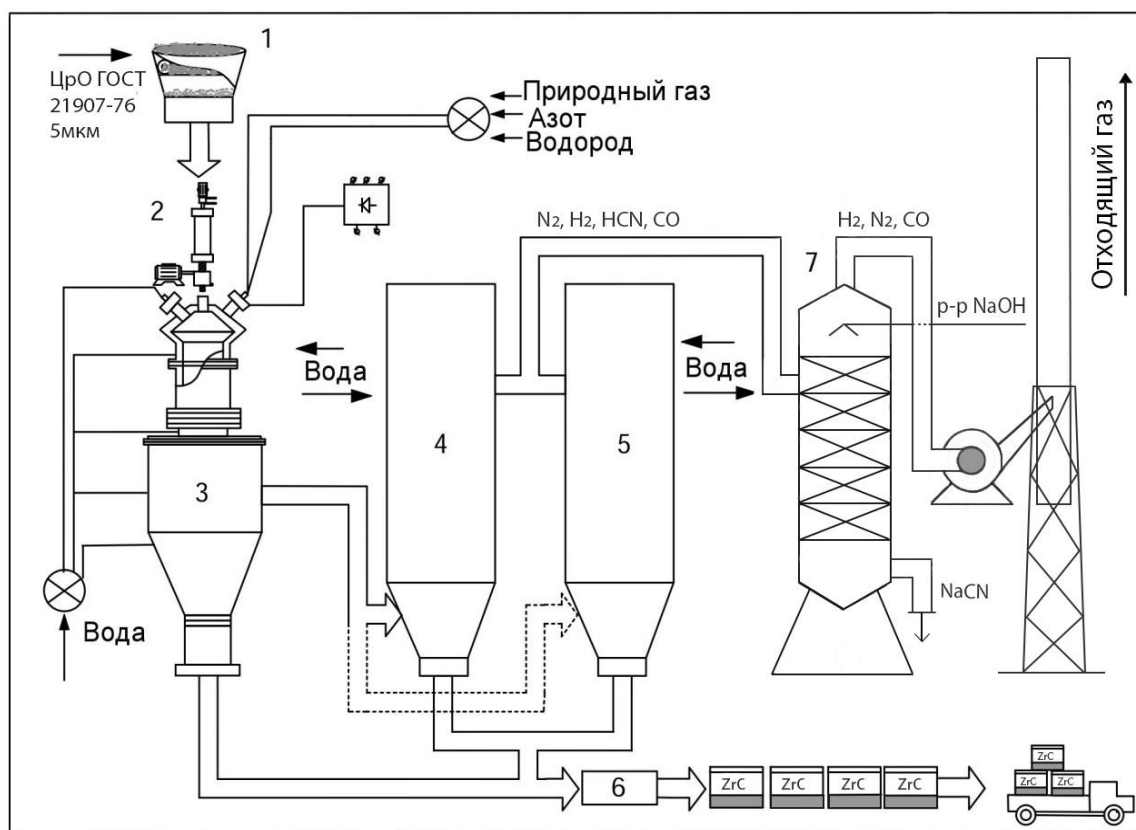 1
ЦрО ГОСТ
21907-76
5мкм
Природный газ
Азот
Водород
2
N2, H2, HCN, CO
H2, N2, CO
7
Отходящий газ
р-р NaOH
Вода
Вода
3
4
5
NaCN
Вода
6
ZrC
ZrC
ZrC
ZrC
ZrC
ZrC
ZrC